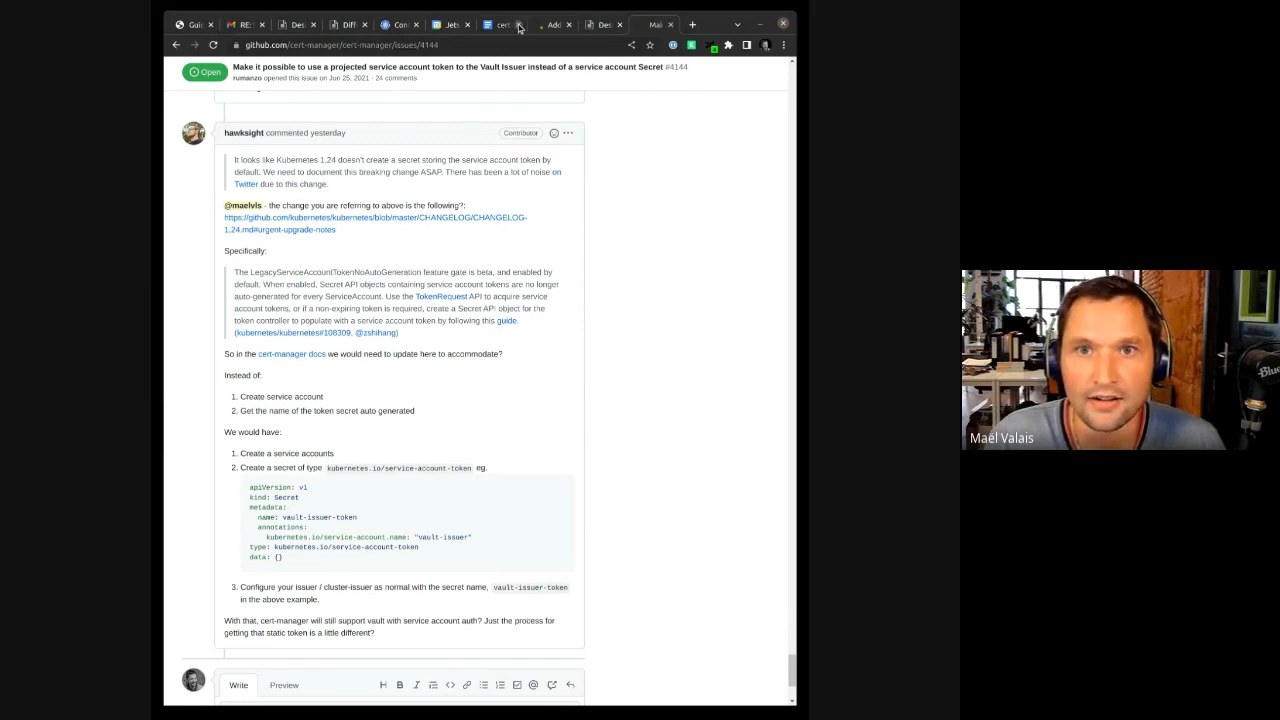 Gui
RE:
Desi
Diff
Con
Jets
cert
Add
Des
Mak
github.com/cert-manager/cert-manager/issues/4144
Open
Make it possible to use a projected service account token to the Vault Issuer instead of a service account Secret #4144
rumanzo opened this issue on Jun 25, 2021 · 24 comments
hawksight commented yesterday
Contributor
It looks like Kubernetes 1.24 doesn't create a secret storing the service account token by
default. We need to document this breaking change ASAP. There has been a lot of noise on
Twitter due to this change.
@maelvls - the change you are referring to above is the following?:
https://github.com/kubernetes/kubernetes/blob/master/CHANGELOG/CHANGELOG-
1.24.md#urgent-upgrade-notes
Specifically:
The LegacyServiceAccountTokenNoAutoGeneration feature gate is beta, and enabled by
default. When enabled, Secret API objects containing service account tokens are no longer
auto-generated for every ServiceAccount. Use the TokenRequest API to acquire service
account tokens, or if a non-expiring token is required, create a Secret API object for the
token controller to populate with a service account token by following this guide.
(kubernetes/kubernetes#108309, @zshihang)
So in the cert-manager docs we would need to update here to accommodate?
Instead of:
1. Create service account
2. Get the name of the token secret auto generated
We would have:
1. Create a service accounts
2. Create a secret of type kubernetes.io/service-account-token eg.
apiVersion: v1
kind: Secret
metadata:
name: vault-issuer-token
annotations:
kubernetes.io/service-account.name: "vault-issuer"
type: kubernetes.io/service-account-token
data: {}
3. Configure your issuer / cluster-issuer as normal with the secret name, vault-issuer-token
in the above example.
With that, cert-manager will still support vault with service account auth? Just the process for
getting that static token is a little different?
Write
Preview
Maël Valais
Blue